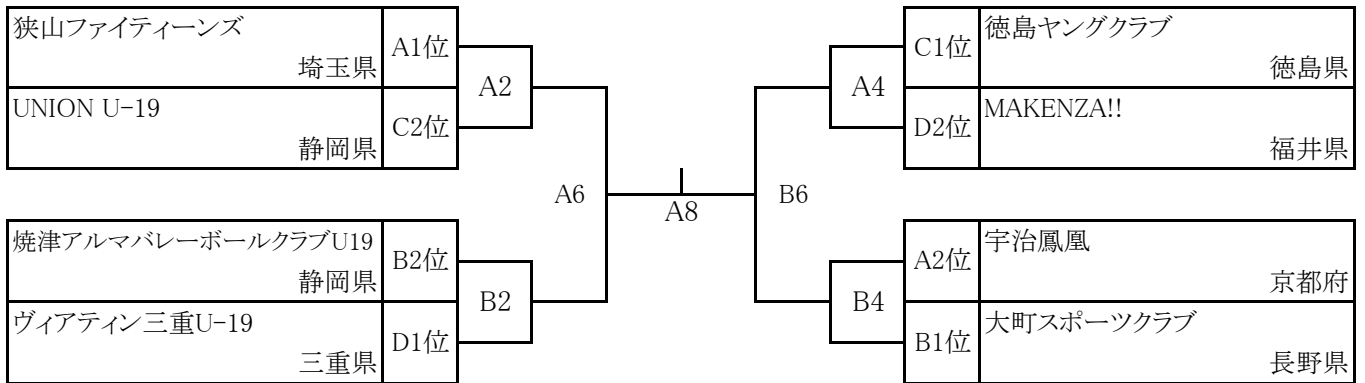 狭山ファイティーンズ
埼玉県
A1位
UNION U-19
静岡県
C2位
A2
焼津アルマバレーボールクラブU19
静岡県
B2位
ヴィアティン三重U-19
三重県
D1位
B2
A6
A8
B6
A4
C1位
徳島ヤングクラブ
徳島県
D2位
MAKENZA!!
福井県
B4
A2位
宇治鳳凰
京都府
B1位
大町スポーツクラブ
長野県